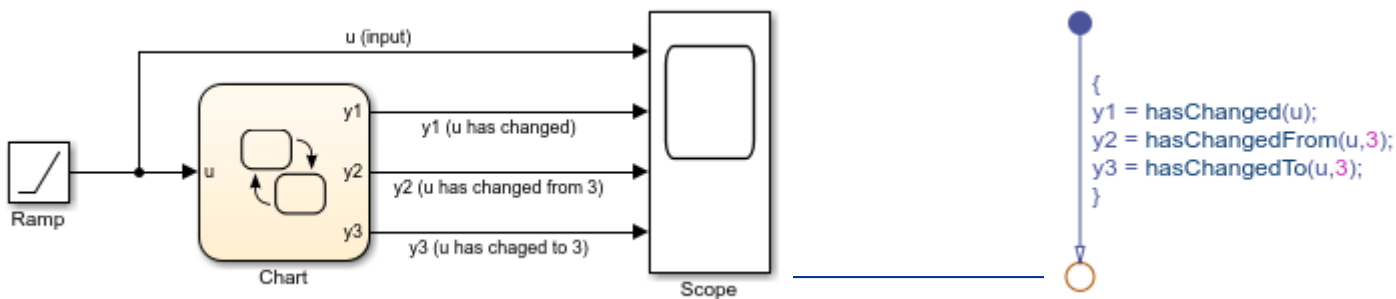 u (input)
y1
y1 (u has changed)
u
y2
y2 (u has changed from 3)
y3
y3 (u has chaged to 3)
Ramp
Chart
Scope
{
y1 = hasChanged(u);
y2 = hasChangedFrom(u,3);
y3 = hasChangedTo(u,3);
}